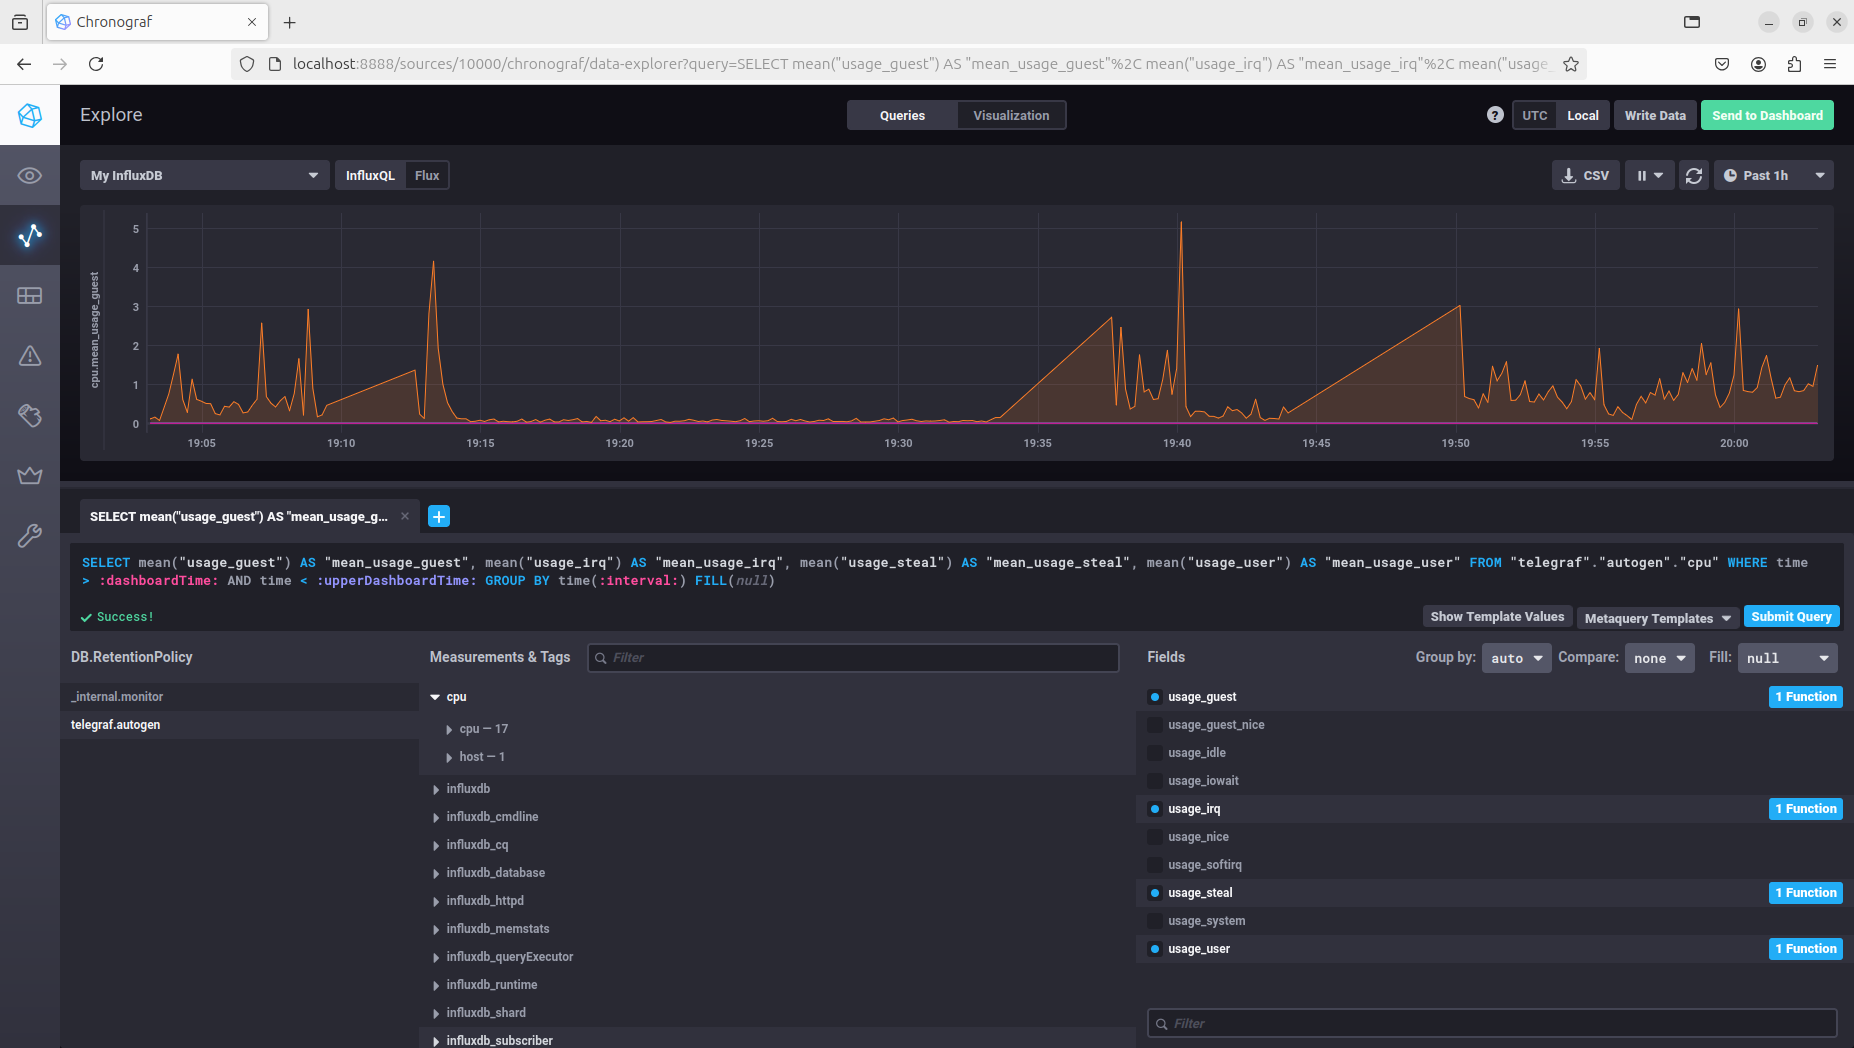 Chronograf
localhost:8888/sources/10000/chronograf/data-explorer?query=SELECT mean("usage_guest") AS "mean_usage_guest"%2C mean("usage_irq") AS "mean_usage_irq"%2C mean("usage_
Explore
Queries Visualization
? UTC Local Write Data Send to Dashboard
My InfluxDB InfluxQL Flux
CSV Past 1h
cpu.mean_usage_guest
5
4
3
2
1
0
19:05 19:10 19:15 19:20 19:25 19:30 19:35 19:40 19:45 19:50 19:55 20:00
SELECT mean("usage_guest") AS "mean_usage_g...
SELECT mean("usage_guest") AS "mean_usage_guest", mean("usage_irq") AS "mean_usage_irq", mean("usage_steal") AS "mean_usage_steal", mean("usage_user") AS "mean_usage_user" FROM "telegraf"."autogen"."cpu" WHERE time
> :dashboardTime: AND time < :upperDashboardTime: GROUP BY time(:interval:) FILL(null)
Success!
Show Template Values Metaquery Templates Submit Query
DB.RetentionPolicy
_internal.monitor
telegraf.autogen
Measurements & Tags Filter
cpu
cpu — 17
host — 1
influxdb
influxdb_cmdline
influxdb_cq
influxdb_database
influxdb_httpd
influxdb_memstats
influxdb_queryExecutor
influxdb_runtime
influxdb_shard
influxdb_subscriber
Fields Group by: auto Compare: none Fill: null
usage_guest 1 Function
usage_guest_nice
usage_idle
usage_iowait
usage_irq 1 Function
usage_nice
usage_softirq
usage_steal 1 Function
usage_system
usage_user 1 Function
Filter